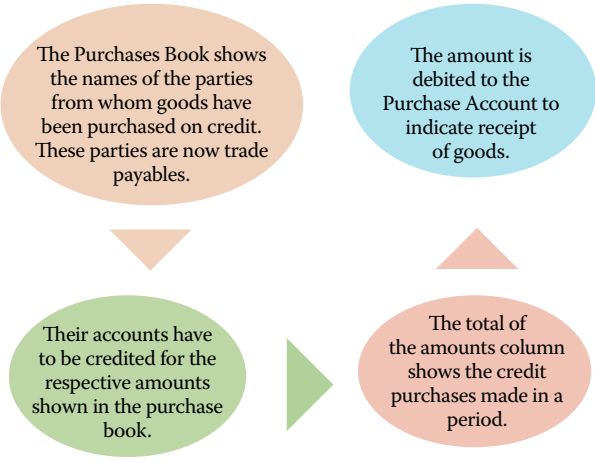 The Purchases Book shows
the names of the parties
from whom goods have
been purchased on credit.
These parties are now trade
payables.
Their accounts have
to be credited for the
respective amounts
shown in the purchase
book.
The total of
the amounts column
shows the credit
purchases made in a
period.
The amount is
debited to the
Purchase Account to
indicate receipt
of goods.